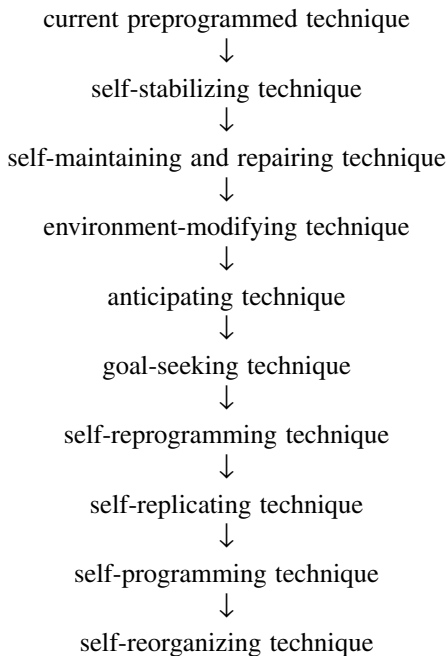 current preprogrammed technique
↓
self-stabilizing technique
↓
self-maintaining and repairing technique
↓
environment-modifying technique
↓
anticipating technique
↓
goal-seeking technique
↓
self-reprogramming technique
↓
self-replicating technique
↓
self-programming technique
↓
self-reorganizing technique